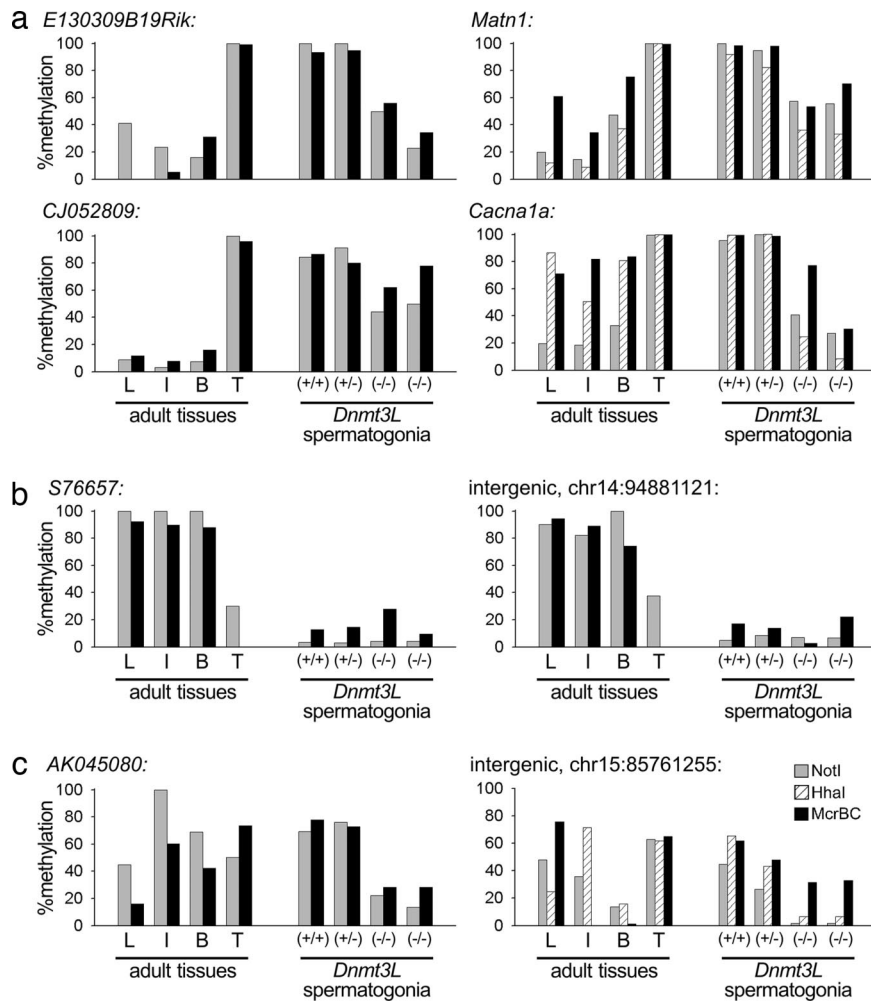 a
E130309B19Rik:
Matn1:
%methylation
100
80
60
40
20
100
80
60
40
20
0
CJ052809:
Cacna1a:
%methylation
100
80
60
40
20
0
100
80
60
40
20
0
L I B T (+/+) (+/-) (-/-) (-/-)
L I B T (+/+) (+/-) (-/-) (-/-)
adult tissues Dnmt3L
spermatogonia
adult tissues Dnmt3L
spermatogonia
b
S76657:
intergenic, chr14:94881121:
%methylation
100
80
60
40
20
0
100
80
60
40
20
0
L I B T (+/+) (+/-) (-/-) (-/-)
L I B T (+/+) (+/-) (-/-) (-/-)
adult tissues Dnmt3L
spermatogonia
adult tissues Dnmt3L
spermatogonia
c
AK045080:
intergenic, chr15:85761255:
NotI
HhaI
McrBC
%methylation
100
80
60
40
20
0
100
80
60
40
20
0
L I B T (+/+) (+/-) (-/-) (-/-)
L I B T (+/+) (+/-) (-/-) (-/-)
adult tissues Dnmt3L
spermatogonia
adult tissues Dnmt3L
spermatogonia